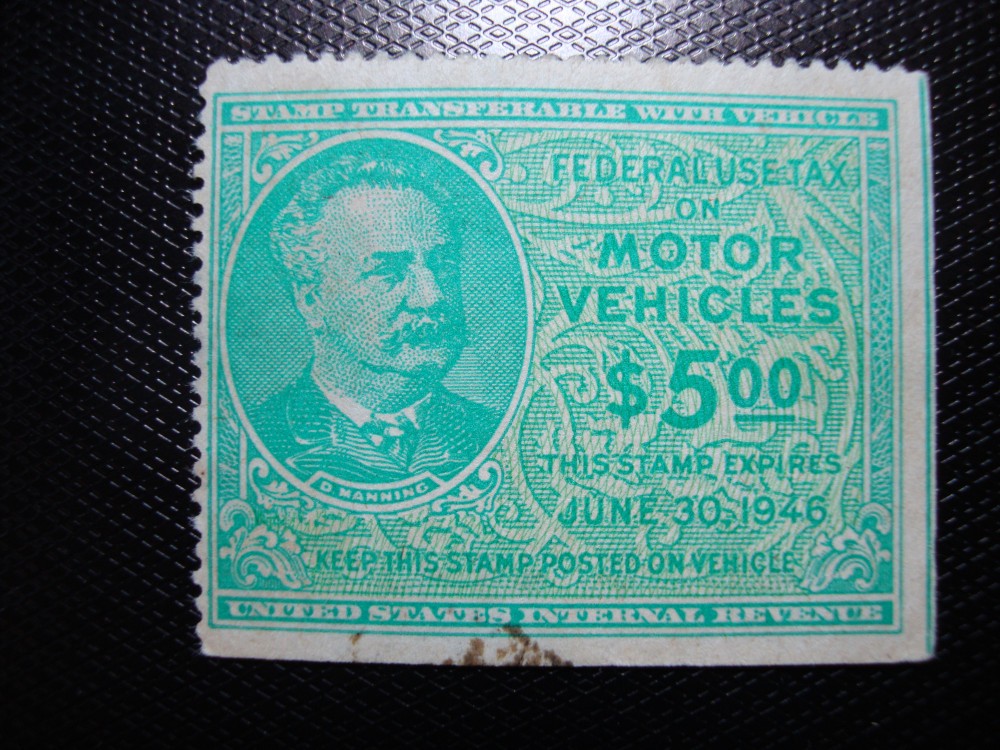 STAMP TRANSFERABLE WITH VEHICLE
FEDERAL USE TAX
ON
MOTOR
VEHICLES
$5.00
THIS STAMP EXPIRES
JUNE 30, 1946
D MANNING
KEEP THIS STAMP POSTED ON VEHICLE
UNITED STATES INTERNAL REVENUE